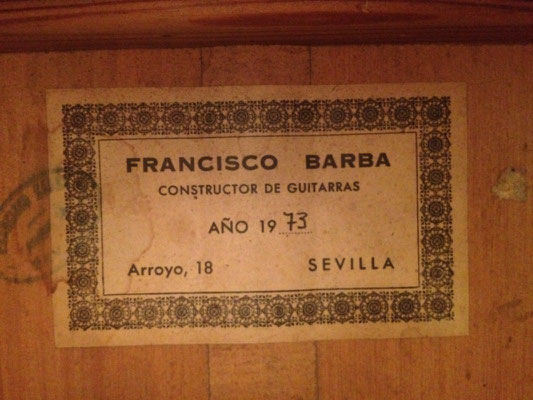 FRANCISCO BARBA
CONSTRUCTOR DE GUITARRAS
AÑO 1973
Arroyo, 18 SEVILLA